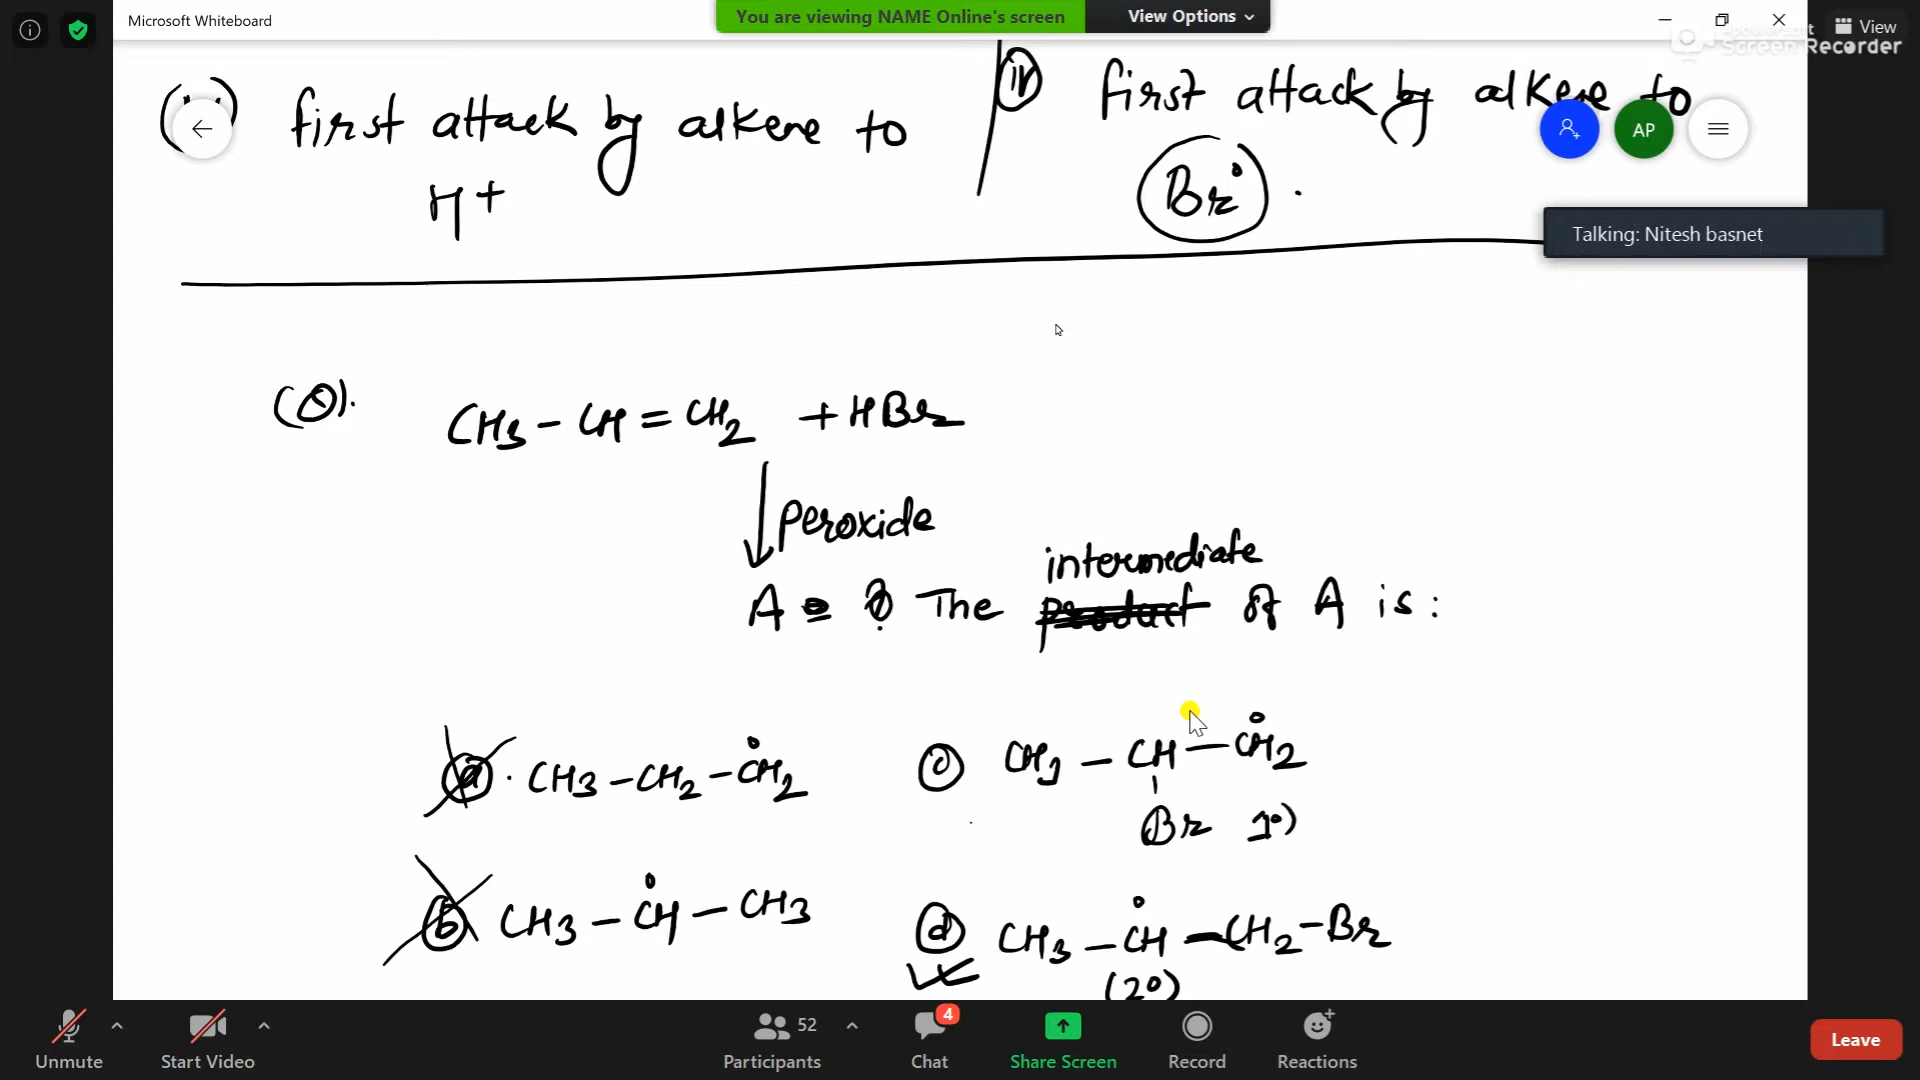 Microsoft Whiteboard
You are viewing NAME Online's screen
View Options
View
Screen Recorder
first attack by alkene to
H+
(iv) first attack by alkene to
Br°.
AP
Talking: Nitesh basnet
(Q). CH3 - CH = CH2 + HBr
Peroxide
intermediate
A = ? The product of A is:
(a). CH3 - CH2 - CH2
(c) CH3 - CH - CH2
Br 1°)
(b) CH3 - CH - CH3
(d) CH3 - CH - CH2 - Br
(2°)
Unmute
Start Video
52
Participants
4
Chat
Share Screen
Record
Reactions
Leave